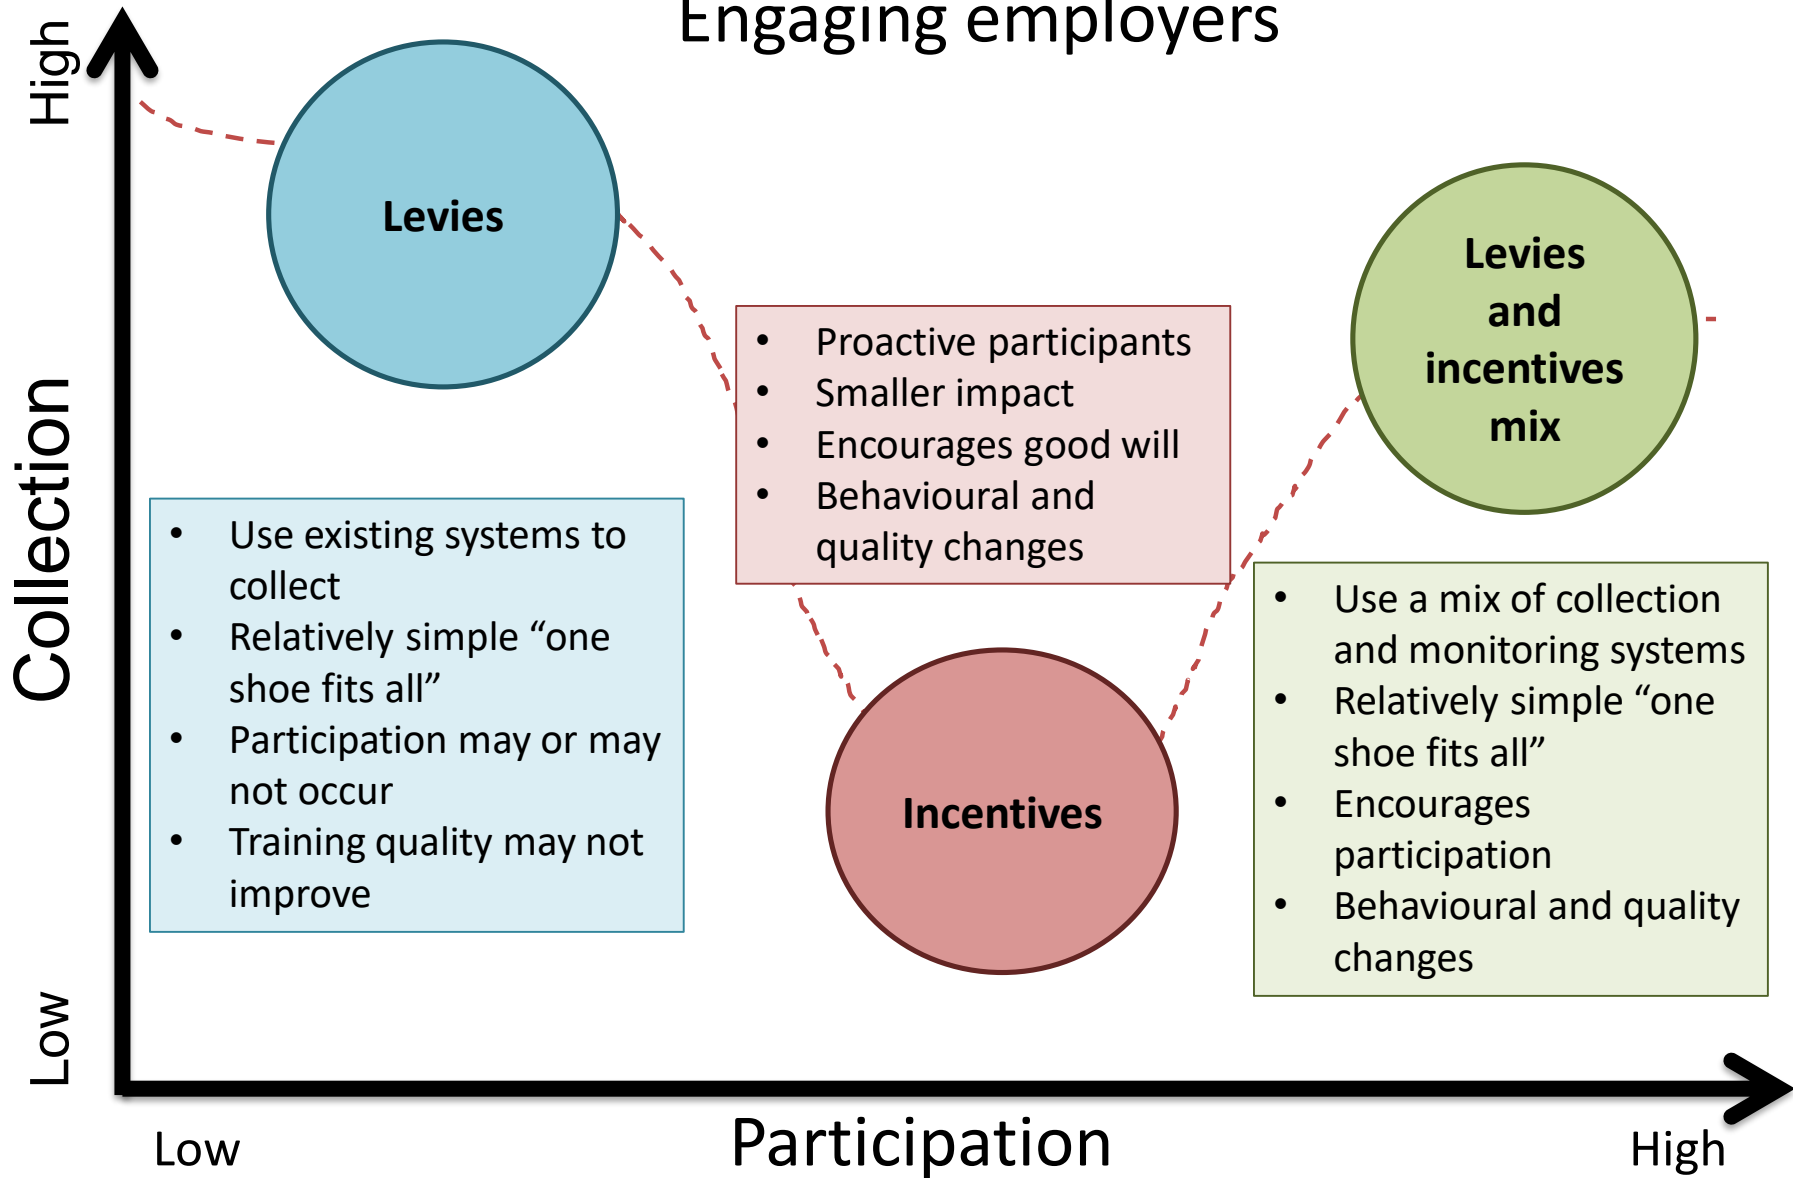 Engaging employers
High
Collection
Low
Levies
• Use existing systems to
collect
• Relatively simple “one
shoe fits all”
• Participation may or may
not occur
• Training quality may not
improve
• Proactive participants
• Smaller impact
• Encourages good will
• Behavioural and
quality changes
Incentives
Levies
and
incentives
mix
• Use a mix of collection
and monitoring systems
• Relatively simple “one
shoe fits all”
• Encourages
participation
• Behavioural and quality
changes
Low
Participation
High